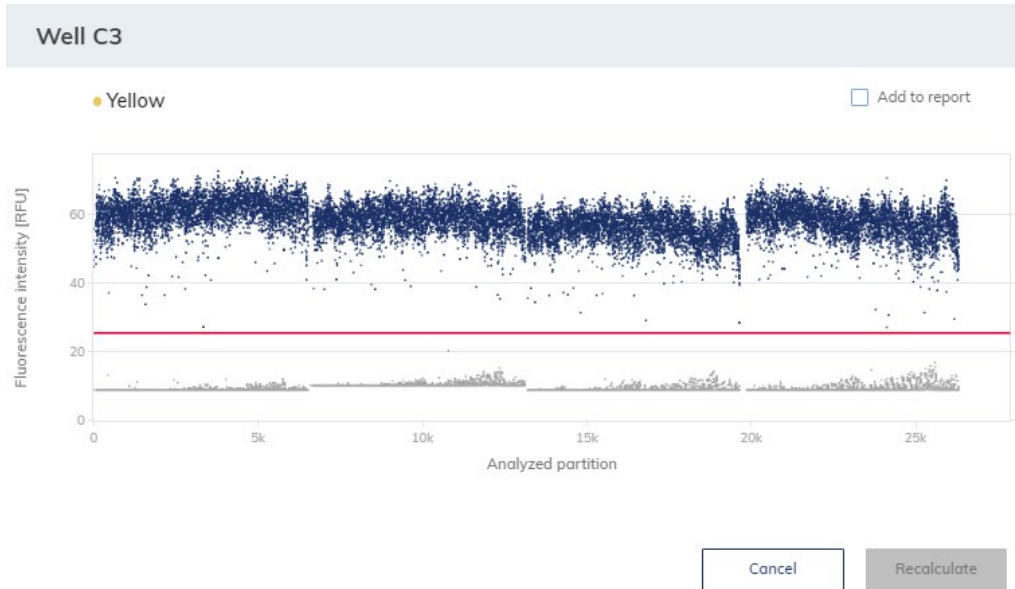 Well C3
Yellow
Add to report
Fluorescence intensity [RFU]
60
40
20
0
0 5k 10k 15k 20k 25k
Analyzed partition
Cancel Recalculate